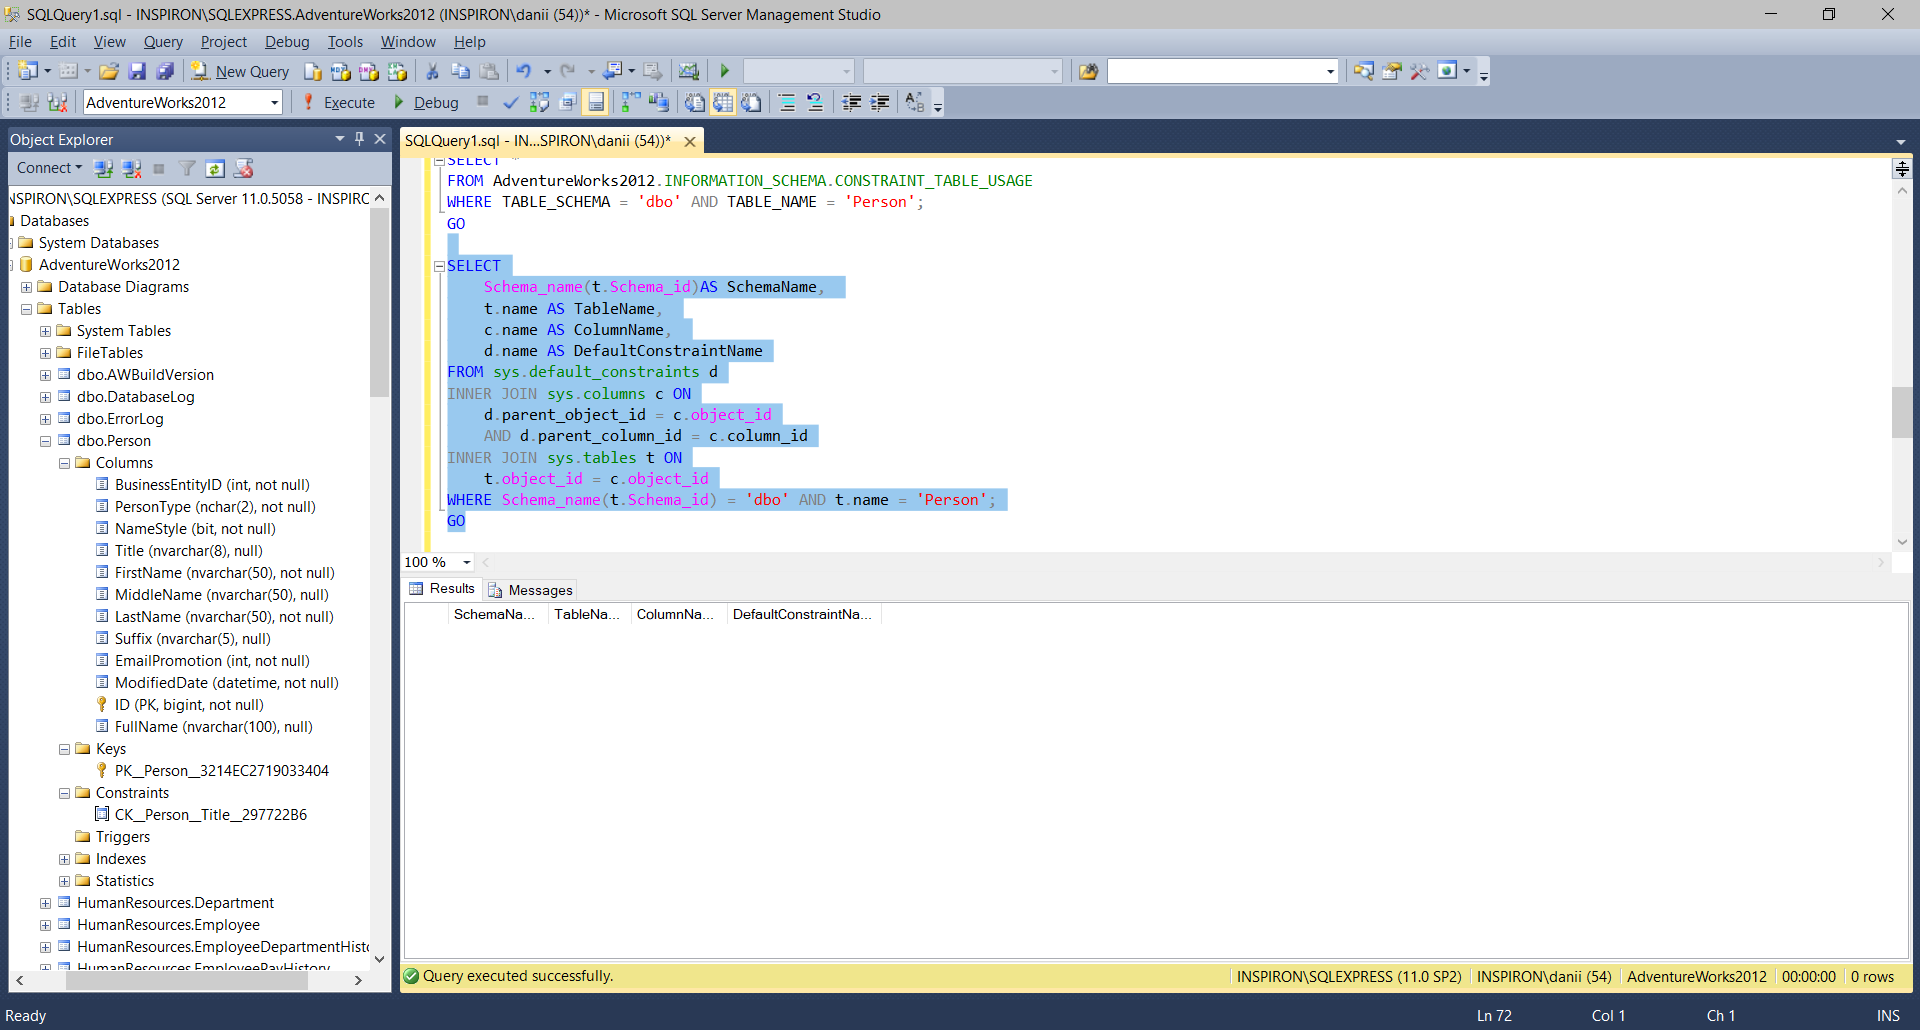 SQLQuery1.sql - INSPIRON\SQLEXPRESS.AdventureWorks2012 (INSPIRON\danii (54))* - Microsoft SQL Server Management Studio
File Edit View Query Project Debug Tools Window Help
New Query
AdventureWorks2012 Execute Debug
Object Explorer
Connect
NSPIRON\SQLEXPRESS (SQL Server 11.0.5058 - INSPIRC
Databases
System Databases
AdventureWorks2012
Database Diagrams
Tables
System Tables
FileTables
dbo.AWBuildVersion
dbo.DatabaseLog
dbo.ErrorLog
dbo.Person
Columns
BusinessEntityID (int, not null)
PersonType (nchar(2), not null)
NameStyle (bit, not null)
Title (nvarchar(8), null)
FirstName (nvarchar(50), not null)
MiddleName (nvarchar(50), null)
LastName (nvarchar(50), not null)
Suffix (nvarchar(5), null)
EmailPromotion (int, not null)
ModifiedDate (datetime, not null)
ID (PK, bigint, not null)
FullName (nvarchar(100), null)
Keys
PK__Person__3214EC2719033404
Constraints
CK__Person__Title__297722B6
Triggers
Indexes
Statistics
HumanResources.Department
HumanResources.Employee
HumanResources.EmployeeDepartmentHisto
HumanResources.EmployeePayHistory
SQLQuery1.sql - IN...SPIRON\danii (54))*
SELECT *
FROM AdventureWorks2012.INFORMATION_SCHEMA.CONSTRAINT_TABLE_USAGE
WHERE TABLE_SCHEMA = 'dbo' AND TABLE_NAME = 'Person';
GO
SELECT
Schema_name(t.Schema_id)AS SchemaName,
t.name AS TableName,
c.name AS ColumnName,
d.name AS DefaultConstraintName
FROM sys.default_constraints d
INNER JOIN sys.columns c ON
d.parent_object_id = c.object_id
AND d.parent_column_id = c.column_id
INNER JOIN sys.tables t ON
t.object_id = c.object_id
WHERE Schema_name(t.Schema_id) = 'dbo' AND t.name = 'Person';
GO
100 %
Results Messages
SchemaNa... TableNa... ColumnNa... DefaultConstraintNa...
Query executed successfully. INSPIRON\SQLEXPRESS (11.0 SP2) INSPIRON\danii (54) AdventureWorks2012 00:00:00 0 rows
Ready Ln 72 Col 1 Ch 1 INS